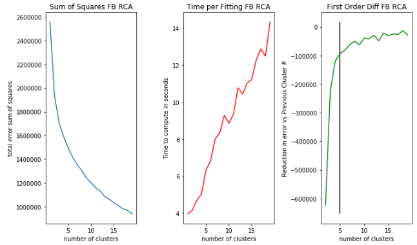 Sum of Squares FB RCA
total error sum of squares
2600000
2400000
2200000
2000000
1800000
1600000
1400000
1200000
1000000
5 10 15
number of clusters
Time per Fitting FB RCA
Time to compute in seconds
14
12
10
8
6
4
5 10 15
number of clusters
First Order Diff FB RCA
Reduction in error vs Previous Cluster #
0
−100000
−200000
−300000
−400000
−500000
−600000
5 10 15
number of clusters